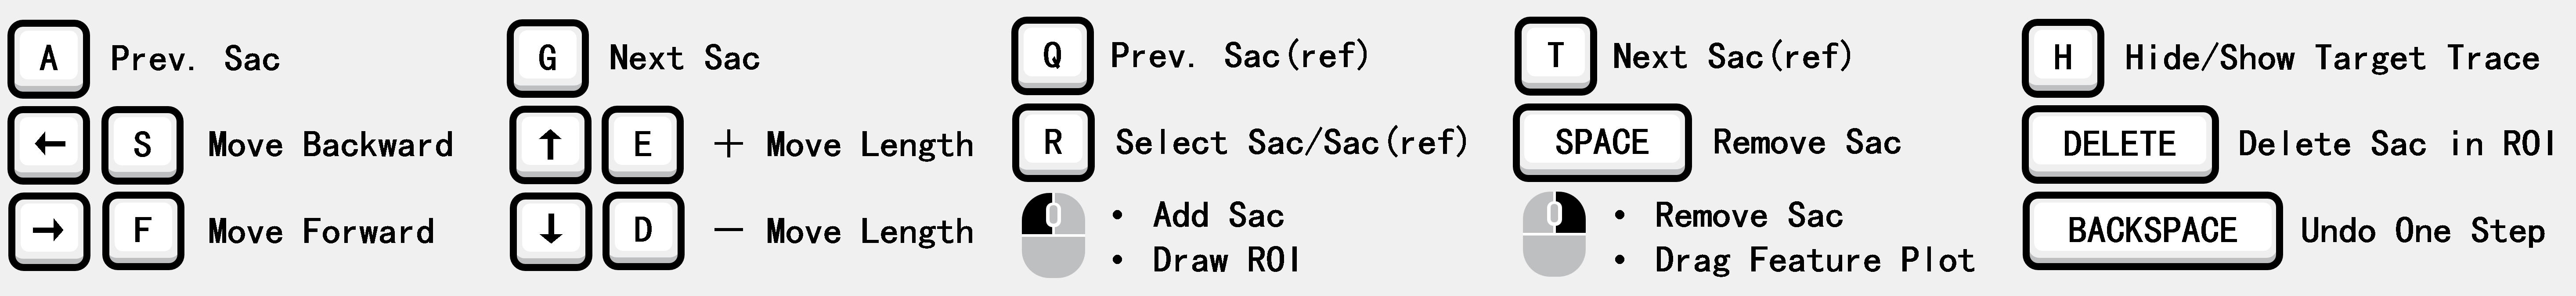 A Prev. Sac
G Next Sac
Q Prev. Sac(ref)
T Next Sac(ref)
H Hide/Show Target Trace
← S Move Backward
↑ E + Move Length
R Select Sac/Sac(ref)
SPACE Remove Sac
DELETE Delete Sac in ROI
→ F Move Forward
↓ D − Move Length
• Add Sac
• Draw ROI
• Remove Sac
• Drag Feature Plot
BACKSPACE Undo One Step